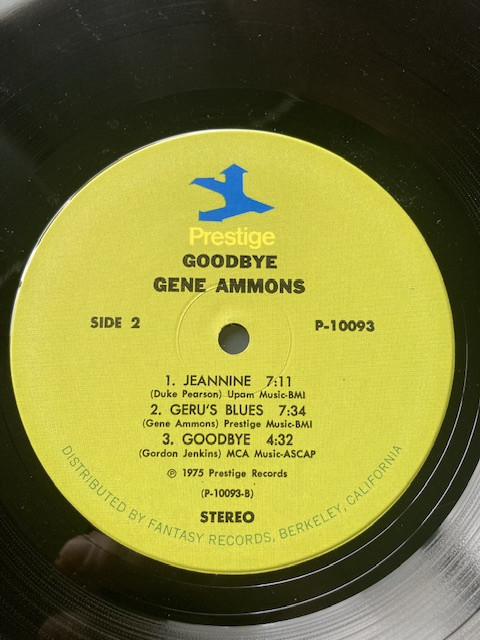 Prestige
GOODBYE
GENE AMMONS
SIDE 2
P-10093
1. JEANNINE 7:11
(Duke Pearson) Upam Music-BMI
2. GERU'S BLUES 7:34
(Gene Ammons) Prestige Music-BMI
3. GOODBYE 4:32
(Gordon Jenkins) MCA Music-ASCAP
℗ 1975 Prestige Records
(P-10093-B)
STEREO
DISTRIBUTED BY FANTASY RECORDS, BERKELEY, CALIFORNIA